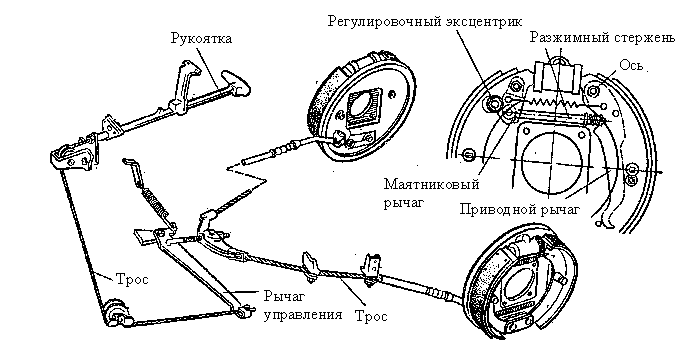 Регулировочный эксцентрик
Разжимный стержень
Рукоятка
Ось
Маятниковый
рычаг
Приводной рычаг
Трос
Рычаг
управления
Трос